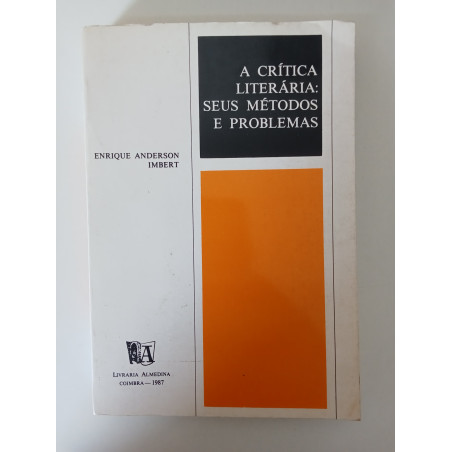 A CRÍTICA
LITERÁRIA:
SEUS MÉTODOS
E PROBLEMAS
ENRIQUE ANDERSON
IMBERT
A
LIVRARIA ALMEDINA
COIMBRA — 1987